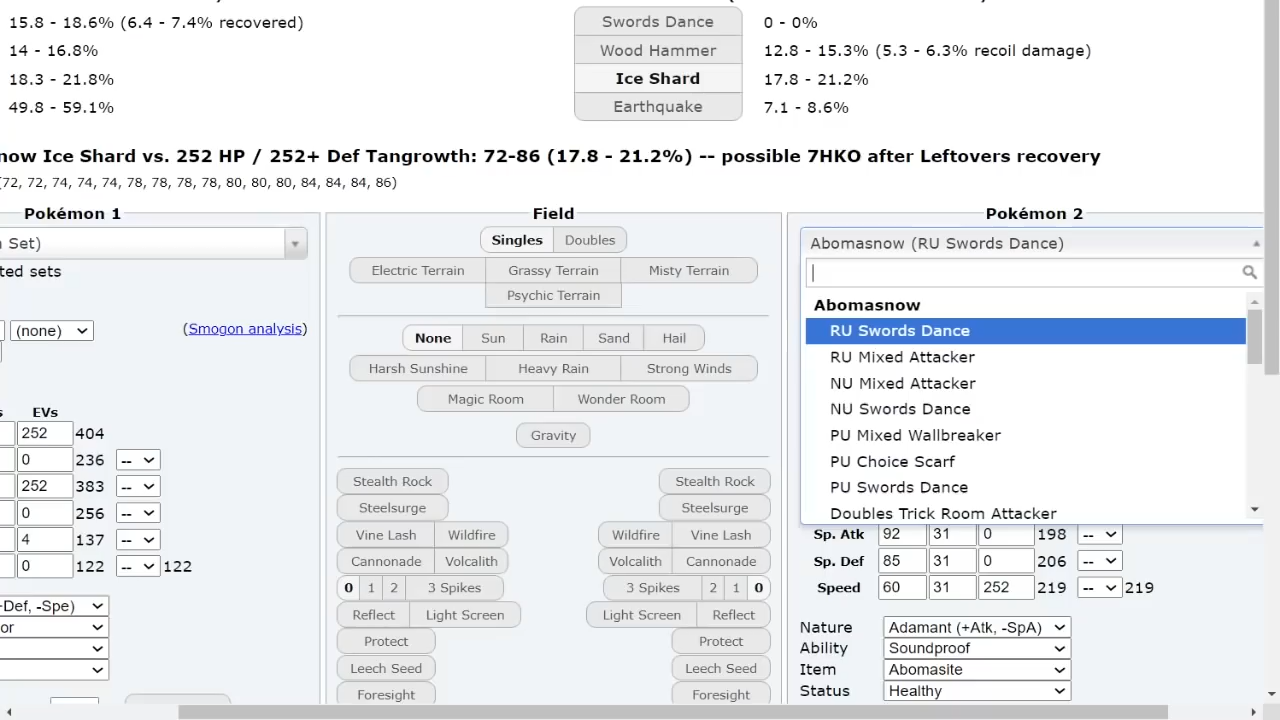 15.8 - 18.6% (6.4 - 7.4% recovered)
Swords Dance
0 - 0%
14 - 16.8%
Wood Hammer
12.8 - 15.3% (5.3 - 6.3% recoil damage)
18.3 - 21.8%
Ice Shard
17.8 - 21.2%
49.8 - 59.1%
Earthquake
7.1 - 8.6%
now Ice Shard vs. 252 HP / 252+ Def Tangrowth: 72-86 (17.8 - 21.2%) -- possible 7HKO after Leftovers recovery
(72, 72, 74, 74, 74, 78, 78, 78, 78, 80, 80, 80, 84, 84, 84, 86)
Pokémon 1
Set)
ted sets
(none)
(Smogon analysis)
s EVs
252 404
0 236 --
252 383 --
0 256 --
4 137 --
0 122 -- 122
-Def, -Spe)
or
Field
Singles Doubles
Electric Terrain Grassy Terrain Misty Terrain
Psychic Terrain
None Sun Rain Sand Hail
Harsh Sunshine Heavy Rain Strong Winds
Magic Room Wonder Room
Gravity
Stealth Rock Stealth Rock
Steelsurge Steelsurge
Vine Lash Wildfire Wildfire Vine Lash
Cannonade Volcalith Volcalith Cannonade
0 1 2 3 Spikes 3 Spikes 2 1 0
Reflect Light Screen Light Screen Reflect
Protect Protect
Leech Seed Leech Seed
Foresight Foresight
Pokémon 2
Abomasnow (RU Swords Dance)
Abomasnow
RU Swords Dance
RU Mixed Attacker
NU Mixed Attacker
NU Swords Dance
PU Mixed Wallbreaker
PU Choice Scarf
PU Swords Dance
Doubles Trick Room Attacker
Sp. Atk 92 31 0 198 --
Sp. Def 85 31 0 206 --
Speed 60 31 252 219 -- 219
Nature Adamant (+Atk, -SpA)
Ability Soundproof
Item Abomasite
Status Healthy